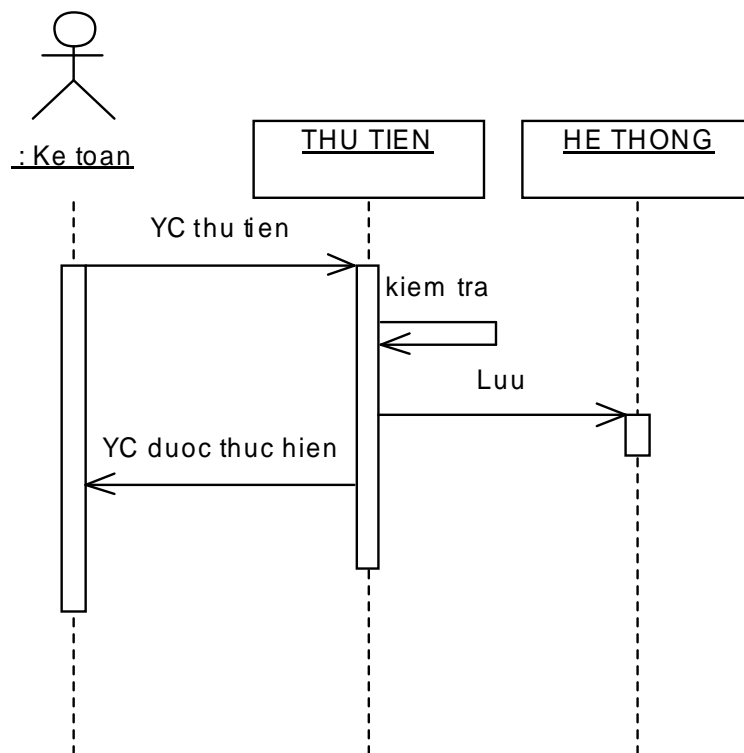 THU TIEN
HE THONG
: Ke toan
YC thu tien
kiem tra
Luu
YC duoc thuc hien